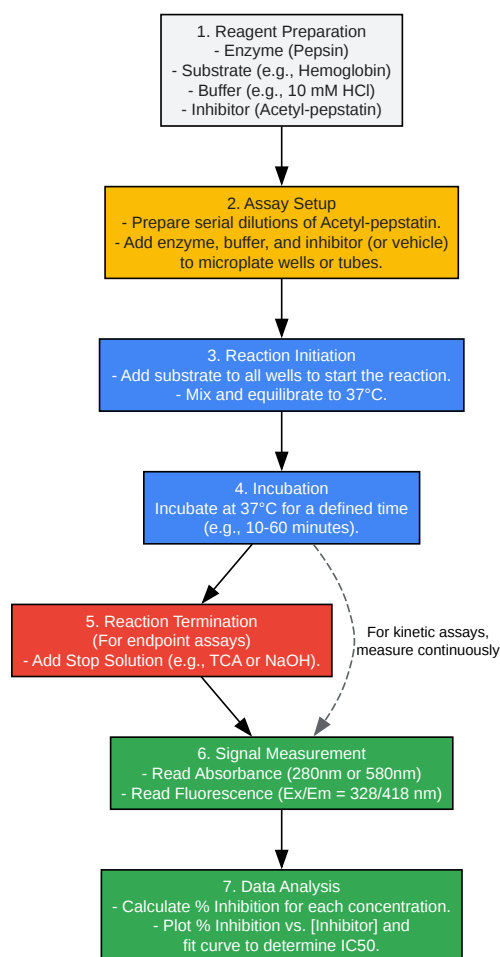 1. Reagent Preparation
- Enzyme (Pepsin)
- Substrate (e.g., Hemoglobin)
- Buffer (e.g., 10 mM HCl)
- Inhibitor (Acetyl-pepstatin)
2. Assay Setup
- Prepare serial dilutions of Acetyl-pepstatin.
- Add enzyme, buffer, and inhibitor (or vehicle)
to microplate wells or tubes.
3. Reaction Initiation
- Add substrate to all wells to start the reaction.
- Mix and equilibrate to 37°C.
4. Incubation
Incubate at 37°C for a defined time
(e.g., 10-60 minutes).
5. Reaction Termination
(For endpoint assays)
- Add Stop Solution (e.g., TCA or NaOH).
For kinetic assays,
measure continuously
6. Signal Measurement
- Read Absorbance (280nm or 580nm)
- Read Fluorescence (Ex/Em = 328/418 nm)
7. Data Analysis
- Calculate % Inhibition for each concentration.
- Plot % Inhibition vs. [Inhibitor] and
fit curve to determine IC50.